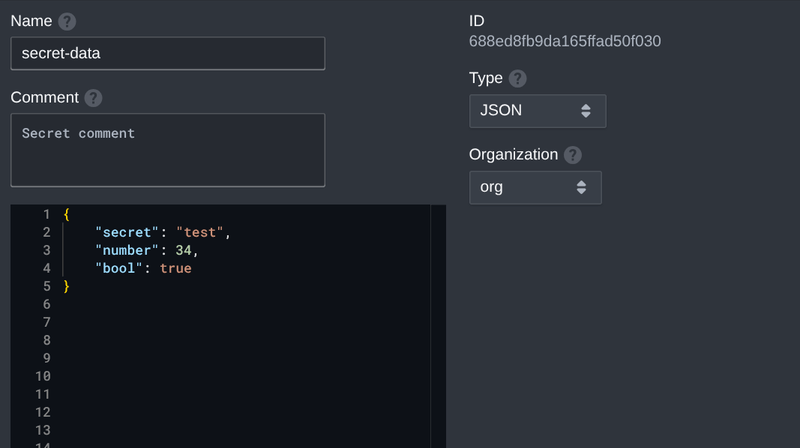 Name ?
secret-data
Comment ?
Secret comment
1 {
2     "secret": "test",
3     "number": 34,
4     "bool": true
5 }
6
7
8
9
10
11
12
13
14
ID
688ed8fb9da165ffad50f030
Type ?
JSON
Organization ?
org